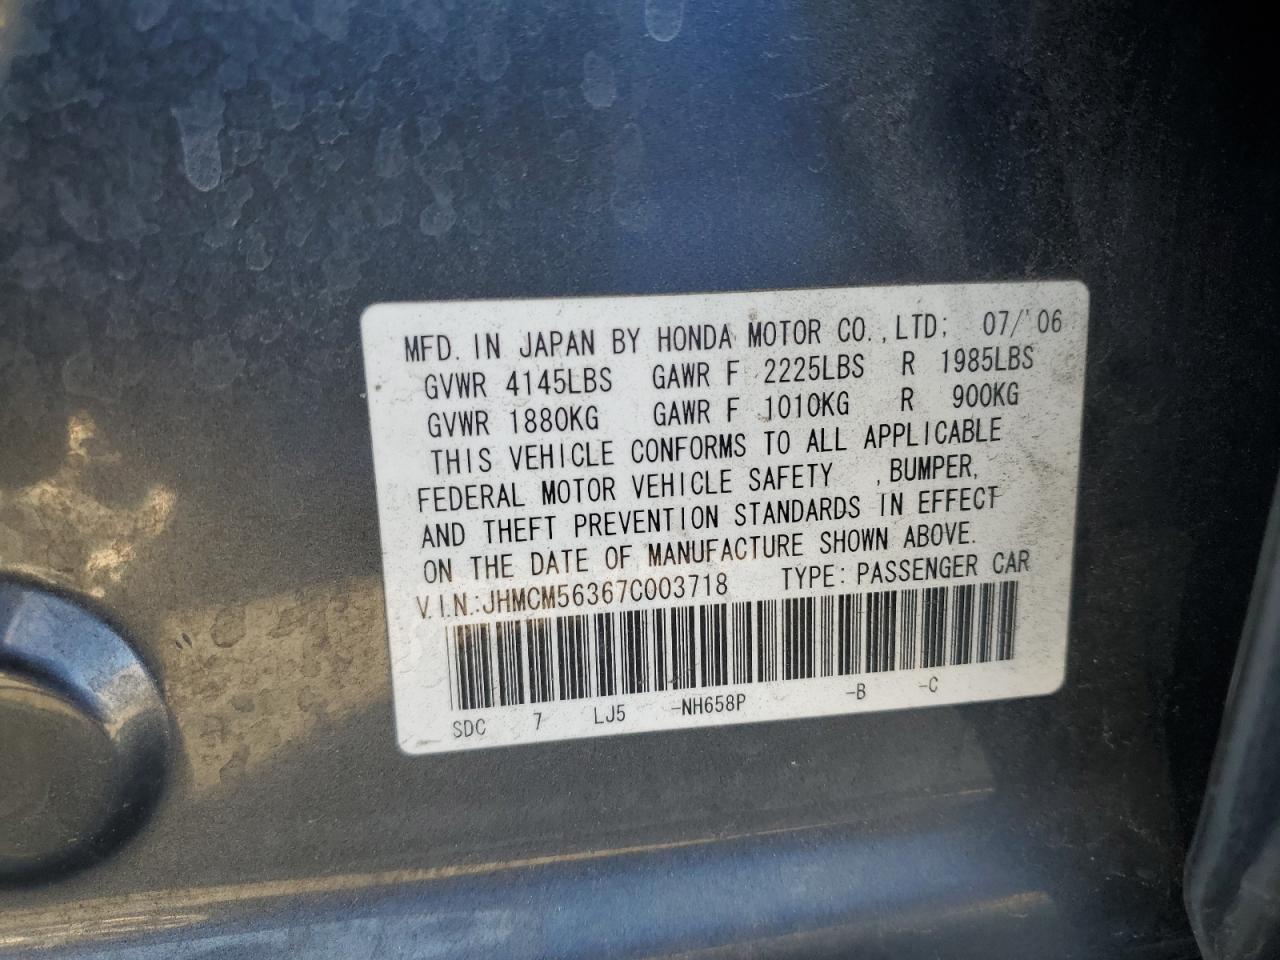 MFD. IN JAPAN BY HONDA MOTOR CO.,LTD; 07/'06
GVWR 4145LBS GAWR F 2225LBS R 1985LBS
GVWR 1880KG GAWR F 1010KG R 900KG
THIS VEHICLE CONFORMS TO ALL APPLICABLE
FEDERAL MOTOR VEHICLE SAFETY , BUMPER,
AND THEFT PREVENTION STANDARDS IN EFFECT
ON THE DATE OF MANUFACTURE SHOWN ABOVE.
V.I.N.:JHMCM56367C003718 TYPE: PASSENGER CAR
SDC 7 LJ5 -NH658P -B -C